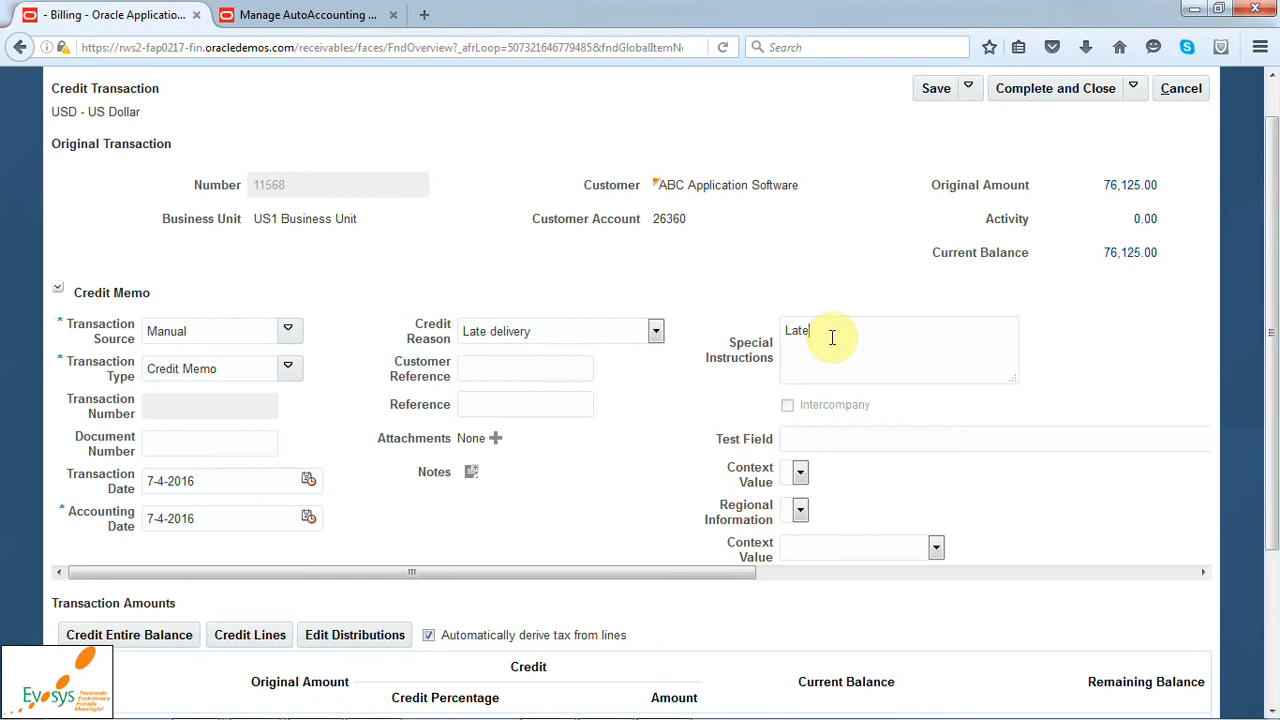 - Billing - Oracle Applicatio...
Manage AutoAccounting ...
https://rws2-fap0217-fin.oracledemos.com/receivables/faces/FndOverview?_afrLoop=507321646779485&fndGlobalItemNo
Search
Credit Transaction
Save
Complete and Close
Cancel
USD - US Dollar
Original Transaction
Number 11568
Customer ABC Application Software
Original Amount 76,125.00
Business Unit US1 Business Unit
Customer Account 26360
Activity 0.00
Current Balance 76,125.00
Credit Memo
* Transaction Source Manual
Credit Reason Late delivery
Special Instructions Late
* Transaction Type Credit Memo
Customer Reference
Transaction Number
Reference
Intercompany
Document Number
Attachments None
Test Field
Transaction Date 7-4-2016
Notes
Context Value
* Accounting Date 7-4-2016
Regional Information
Context Value
Transaction Amounts
Credit Entire Balance
Credit Lines
Edit Distributions
Automatically derive tax from lines
Credit
Original Amount
Current Balance
Remaining Balance
Credit Percentage
Amount
Evosys